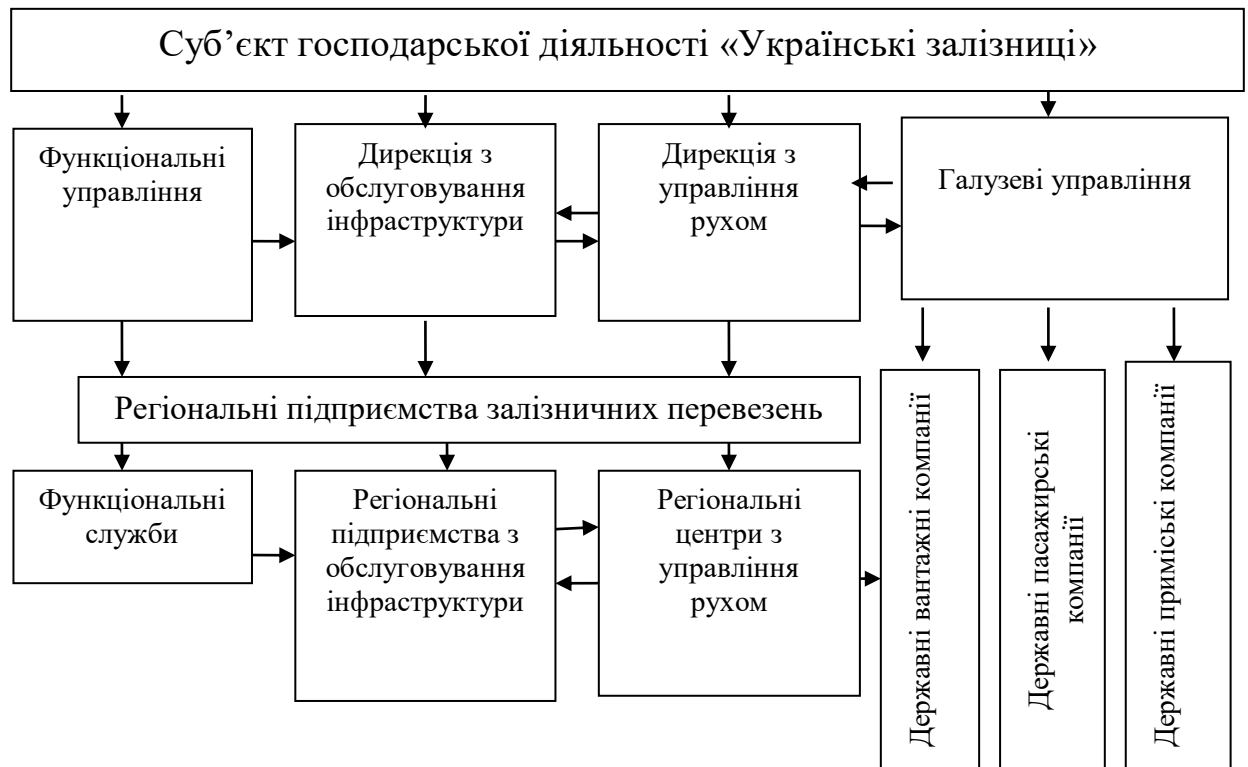 Суб’єкт господарської діяльності «Українські залізниці»
Функціональні
управління
Дирекція з
обслуговування
інфраструктури
Дирекція з
управління
рухом
Галузеві управління
Регіональні підприємства залізничних перевезень
Функціональні
служби
Регіональні
підприємства з
обслуговування
інфраструктури
Регіональні
центри з
управління
рухом
Державні вантажні компанії
Державні пасажирські
компанії
Державні приміські компанії